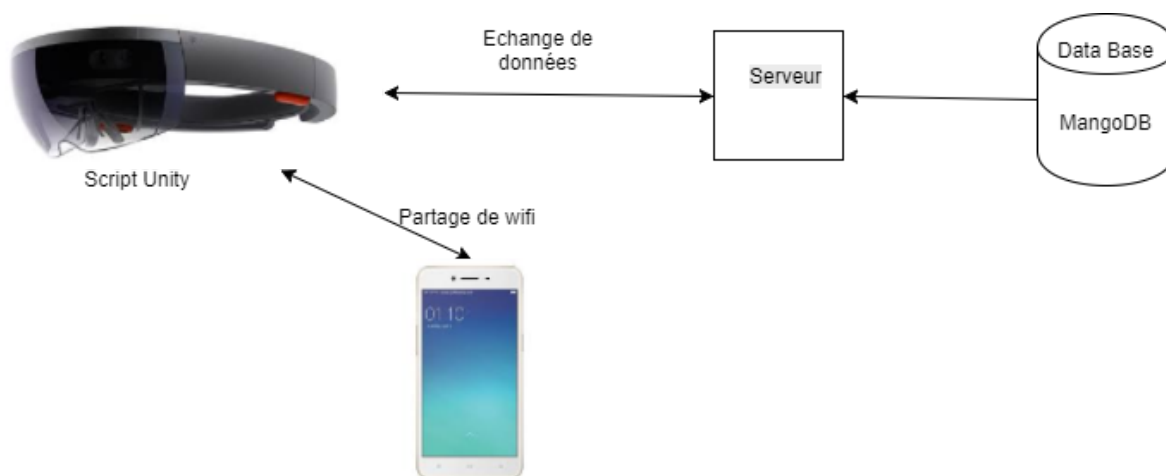 Echange de
données
Serveur
Data Base
MangoDB
Script Unity
Partage de wifi
01:10